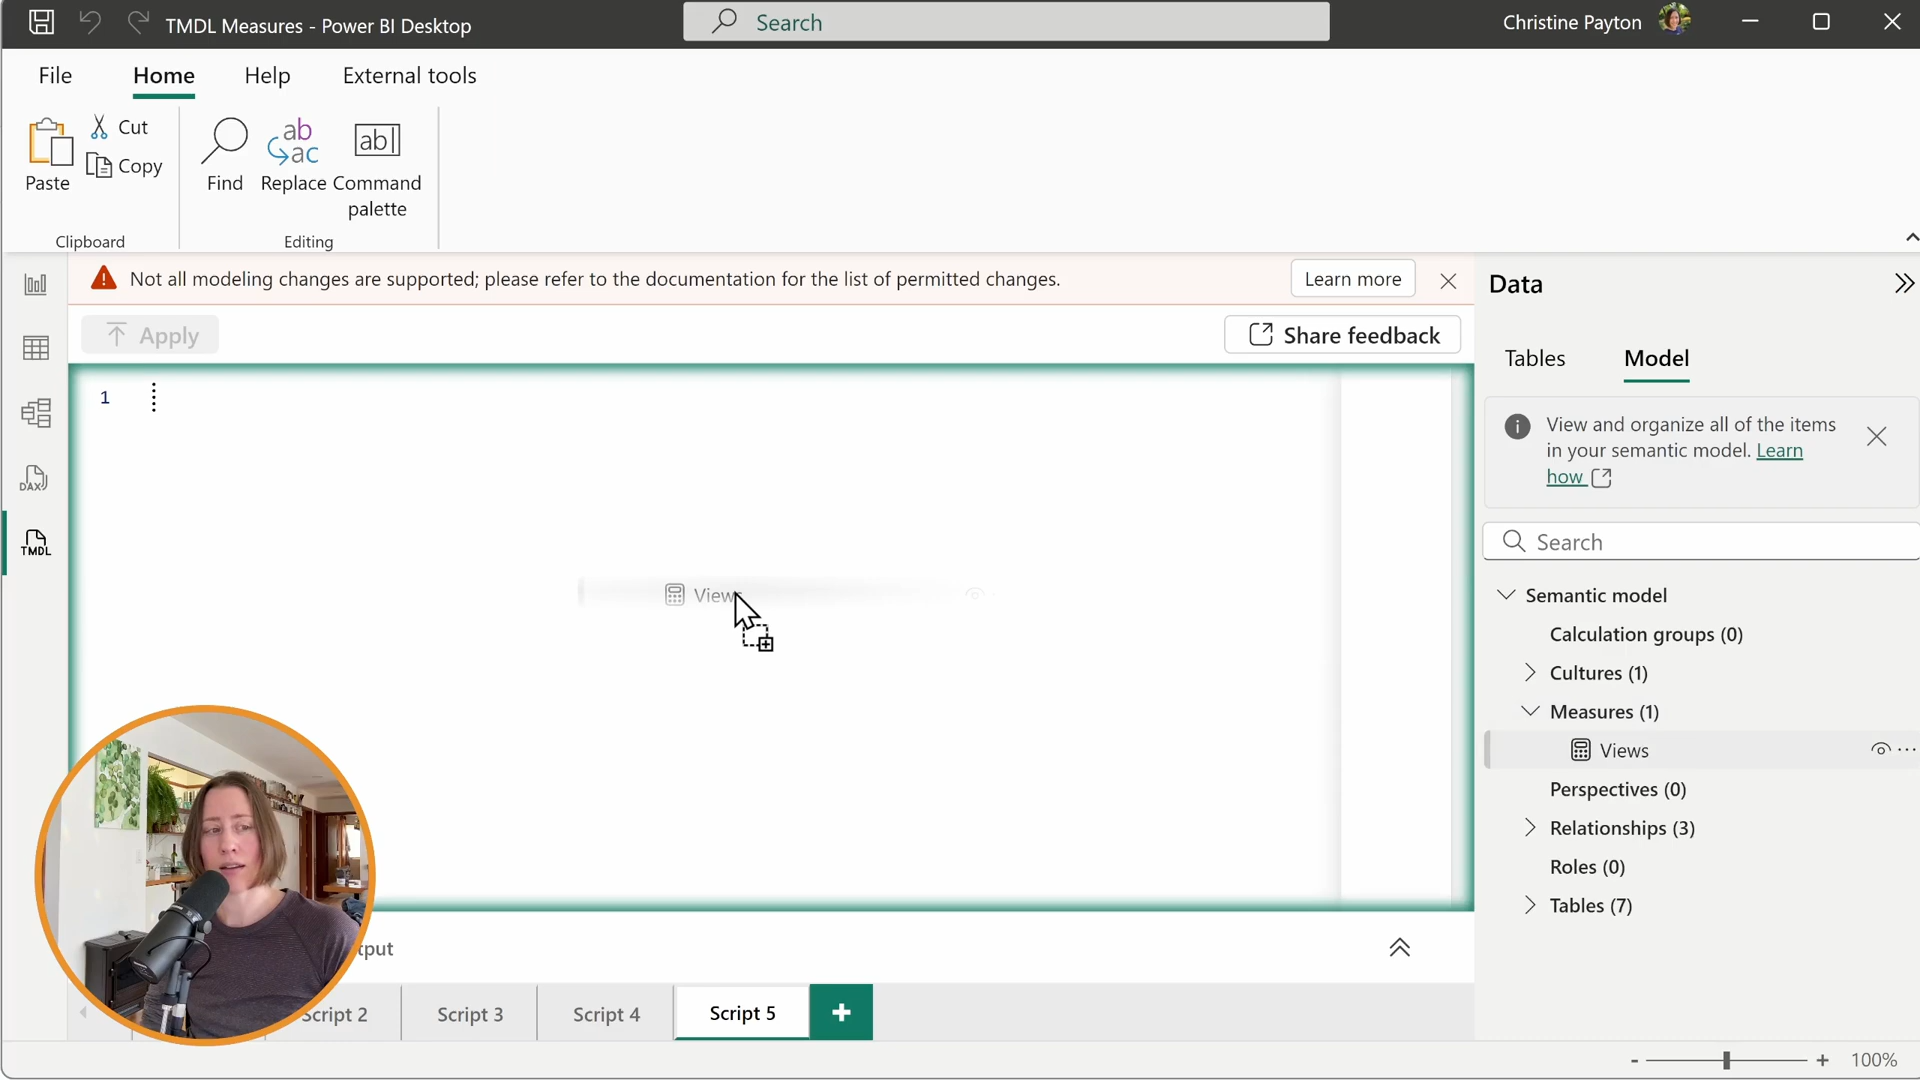 TMDL Measures - Power BI Desktop
Search
Christine Payton
File
Home
Help
External tools
Paste
Cut
Copy
Clipboard
ab
ac
ab|
Find
Replace
Command
palette
Editing
Not all modeling changes are supported; please refer to the documentation for the list of permitted changes.
Learn more
Apply
Share feedback
DAX
TMDL
1
Views
Data
Tables
Model
View and organize all of the items
in your semantic model. Learn
how
Search
Semantic model
Calculation groups (0)
Cultures (1)
Measures (1)
Views
Perspectives (0)
Relationships (3)
Roles (0)
Tables (7)
tput
Script 2
Script 3
Script 4
Script 5
+
- + 100%